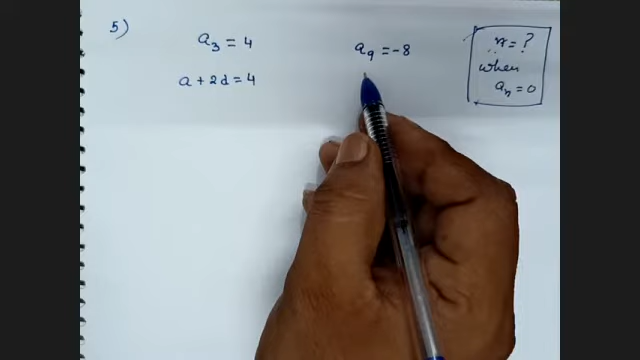 5)
a₃ = 4
a₉ = -8
a + 2d = 4
n = ?
when
aₙ = 0